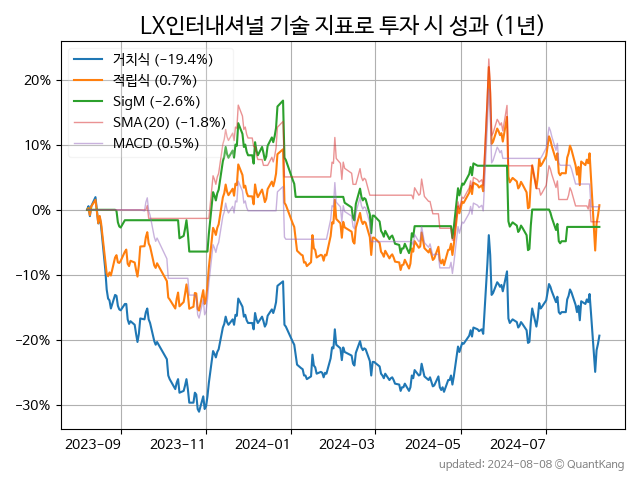 LX인터내셔널 기술 지표로 투자 시 성과 (1년)
거치식 (−19.4%)
적립식 (0.7%)
SigM (−2.6%)
SMA(20) (−1.8%)
MACD (0.5%)
20%
10%
0%
−10%
−20%
−30%
2023-09 2023-11 2024-01 2024-03 2024-05 2024-07
updated: 2024-08-08 © QuantKang